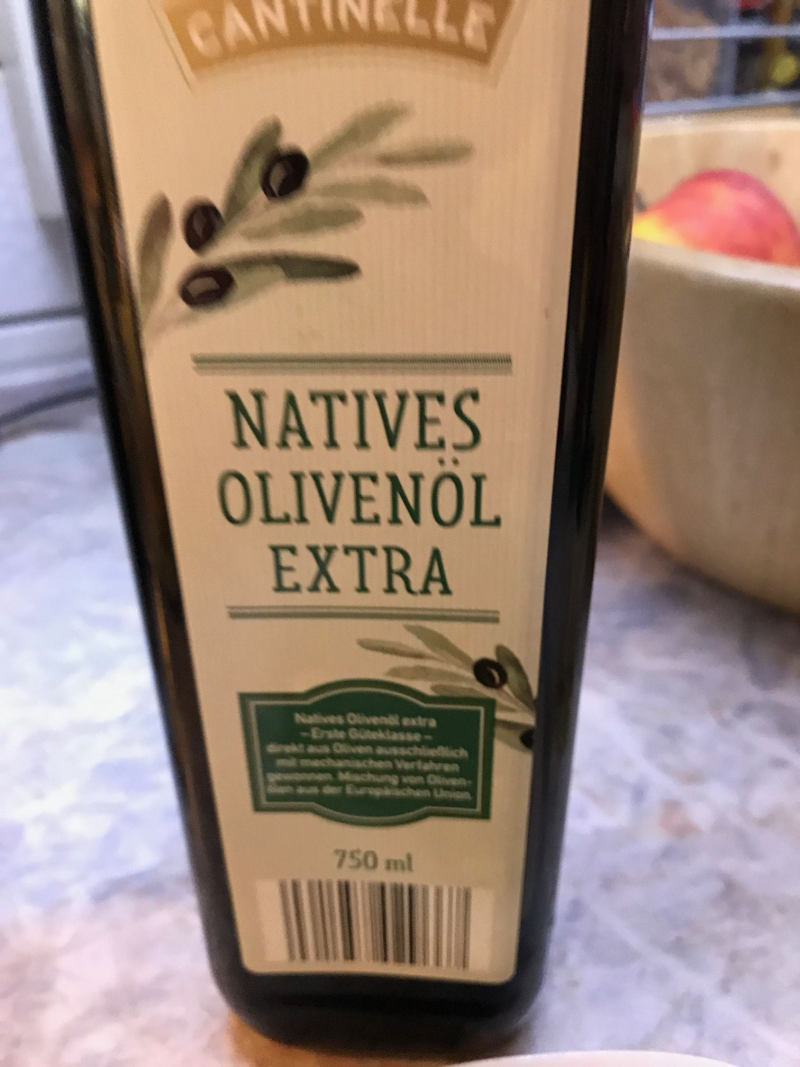 CANTINELLE
NATIVES
OLIVENÖL
EXTRA
Natives Olivenöl extra
– Erste Güteklasse –
direkt aus Oliven ausschließlich
mit mechanischen Verfahren
gewonnen. Mischung von Oliven-
ölen aus der Europäischen Union.
750 ml